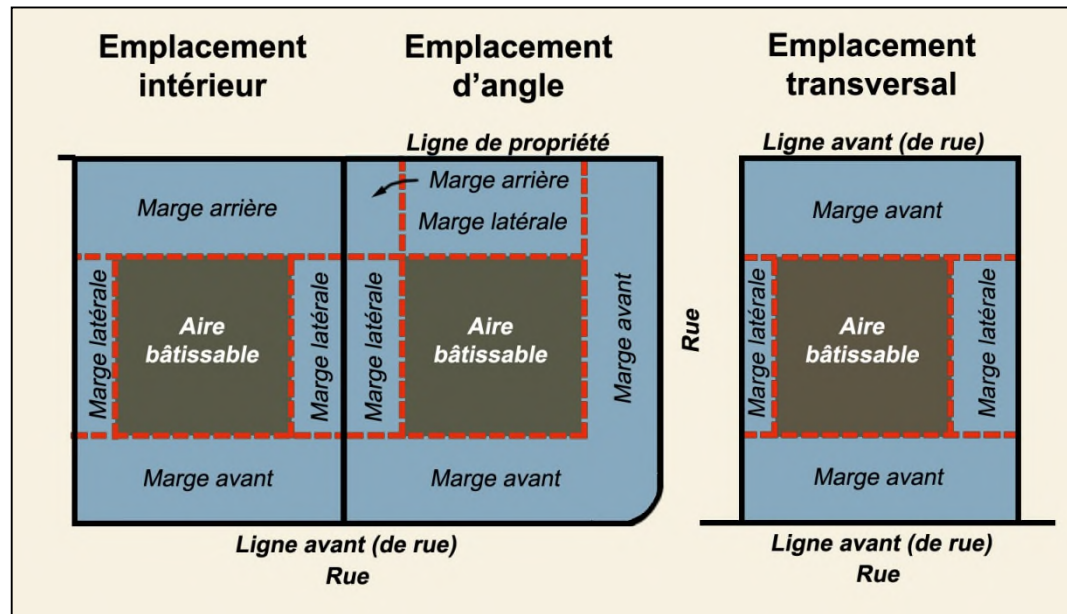 Emplacement
intérieur
Emplacement
d'angle
Emplacement
transversal
Ligne de propriété
Ligne avant (de rue)
Marge arrière
Marge latérale
Aire
bâtissable
Marge latérale
Marge avant
Marge arrière
Marge latérale
Marge latérale
Aire
bâtissable
Marge avant
Marge avant
Rue
Ligne avant (de rue)
Rue
Marge avant
Marge latérale
Aire
bâtissable
Marge latérale
Marge avant
Ligne avant (de rue)
Rue